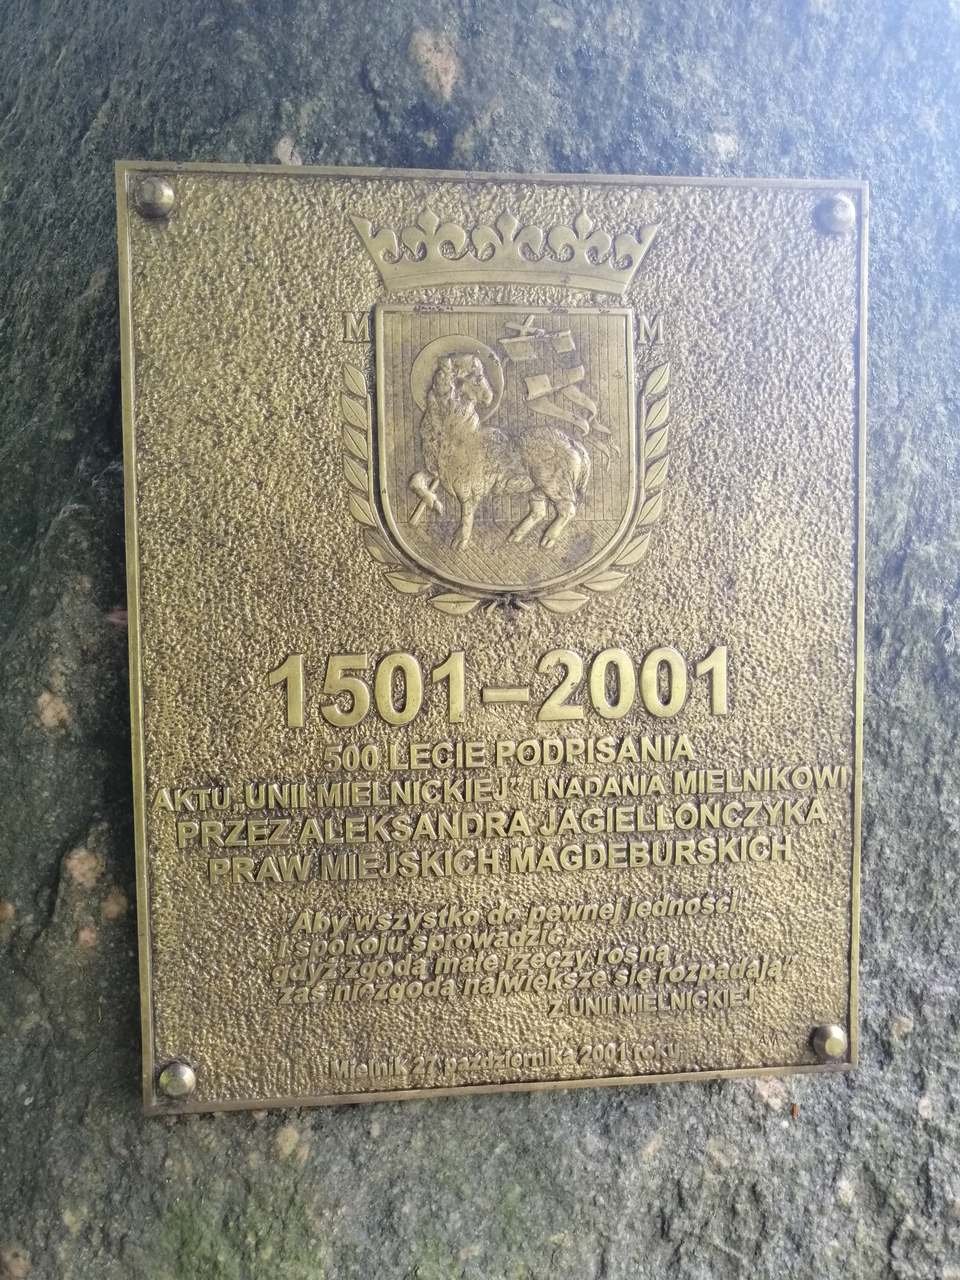 M M
1501–2001
500 LECIE PODPISANIA
AKTU „UNII MIELNICKIEJ” I NADANIA MIELNIKOWI
PRZEZ ALEKSANDRA JAGIELLOŃCZYKA
PRAW MIEJSKICH MAGDEBURSKICH
„Aby wszystko do pewnej jedności
i spokoju sprowadzić,
gdyż zgodą małe rzeczy rosną
zaś niezgodą największe się rozpadają”
Z UNII MIELNICKIEJ
Mielnik 27 października 2001 roku